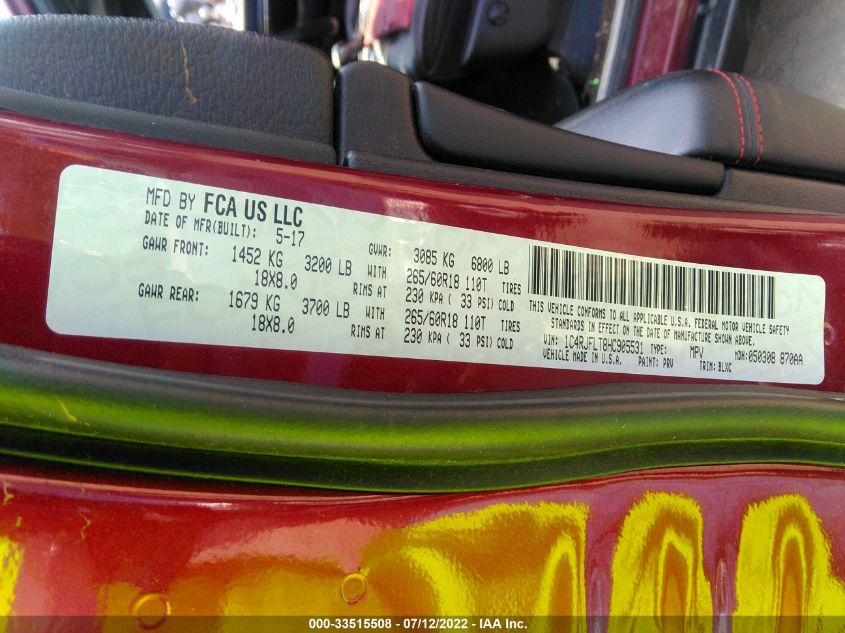 MFD BY FCA US LLC
DATE OF MFR(BUILT): 5-17
GAWR FRONT: 1452 KG 3200 LB
18X8.0
GAWR REAR: 1679 KG 3700 LB
18X8.0
GVWR: 3085 KG 6800 LB
WITH 265/60R18 110T TIRES
RIMS AT 230 KPA ( 33 PSI) COLD
WITH 265/60R18 110T TIRES
RIMS AT 230 KPA ( 33 PSI) COLD
THIS VEHICLE CONFORMS TO ALL APPLICABLE U.S.A. FEDERAL MOTOR VEHICLE SAFETY
STANDARDS IN EFFECT ON THE DATE OF MANUFACTURE SHOWN ABOVE.
VIN: 1C4RJFLT8HC905531 TYPE: MPV MDH:050308 870AA
VEHICLE MADE IN U.S.A. PAINT: PRV TRIM: BLXC
000-33515508 - 07/12/2022 - IAA Inc.